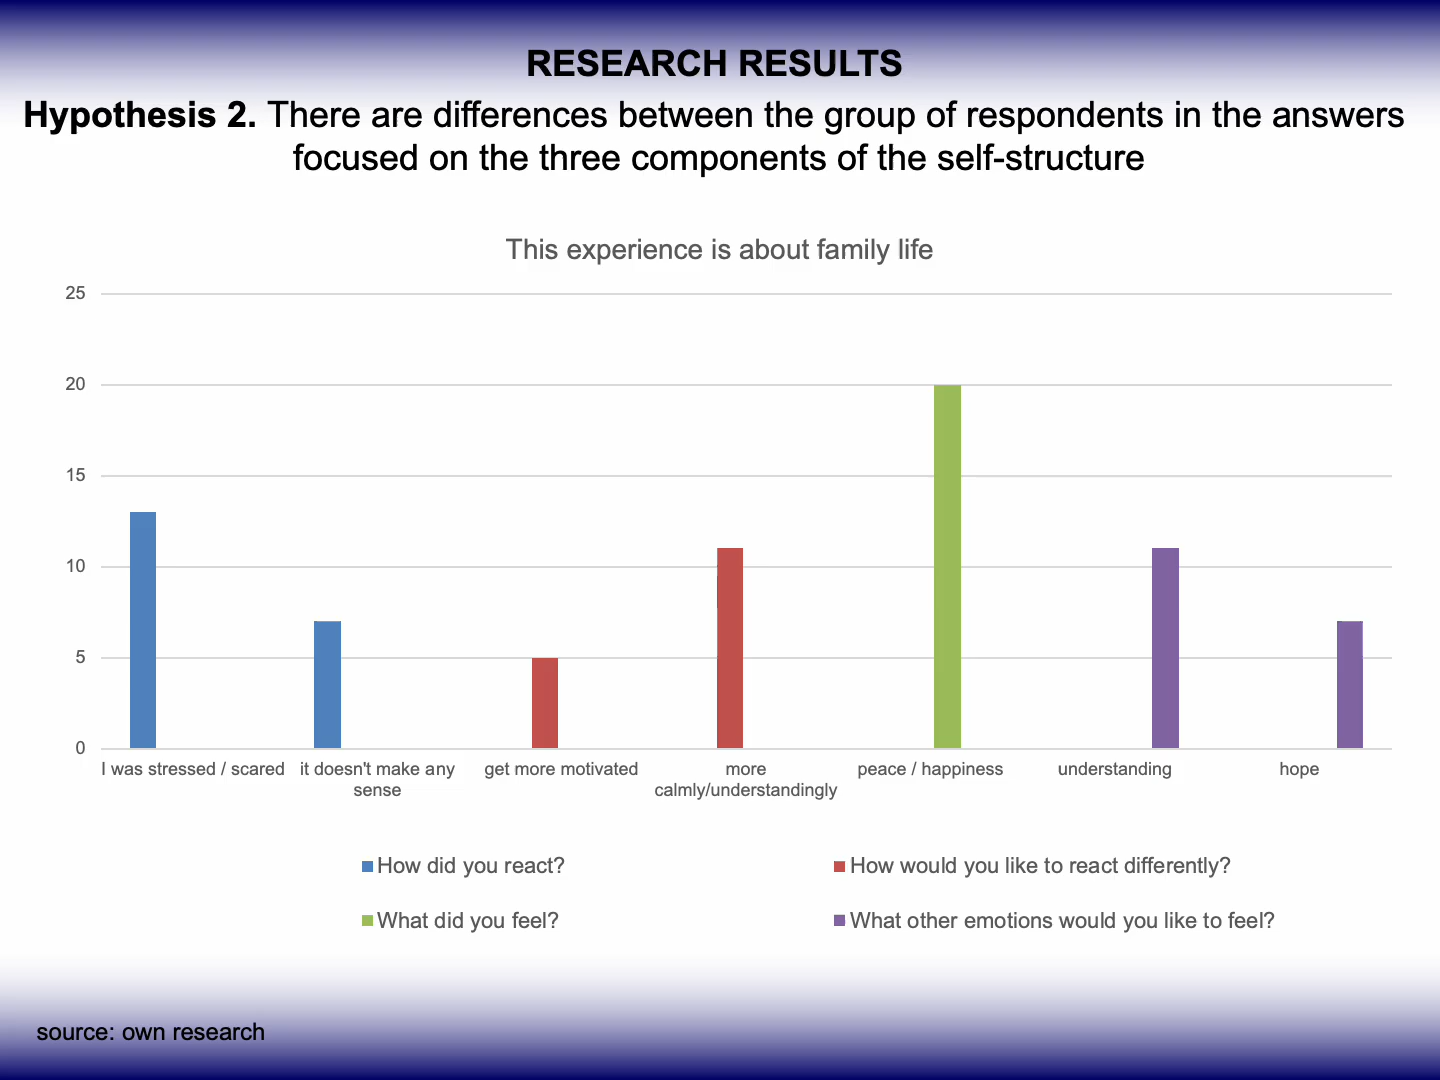 RESEARCH RESULTS
Hypothesis 2. There are differences between the group of respondents in the answers
focused on the three components of the self-structure
This experience is about family life
25
20
15
10
5
0
I was stressed / scared
it doesn't make any
sense
get more motivated
more
calmly/understandingly
peace / happiness
understanding
hope
How did you react?
How would you like to react differently?
What did you feel?
What other emotions would you like to feel?
source: own research